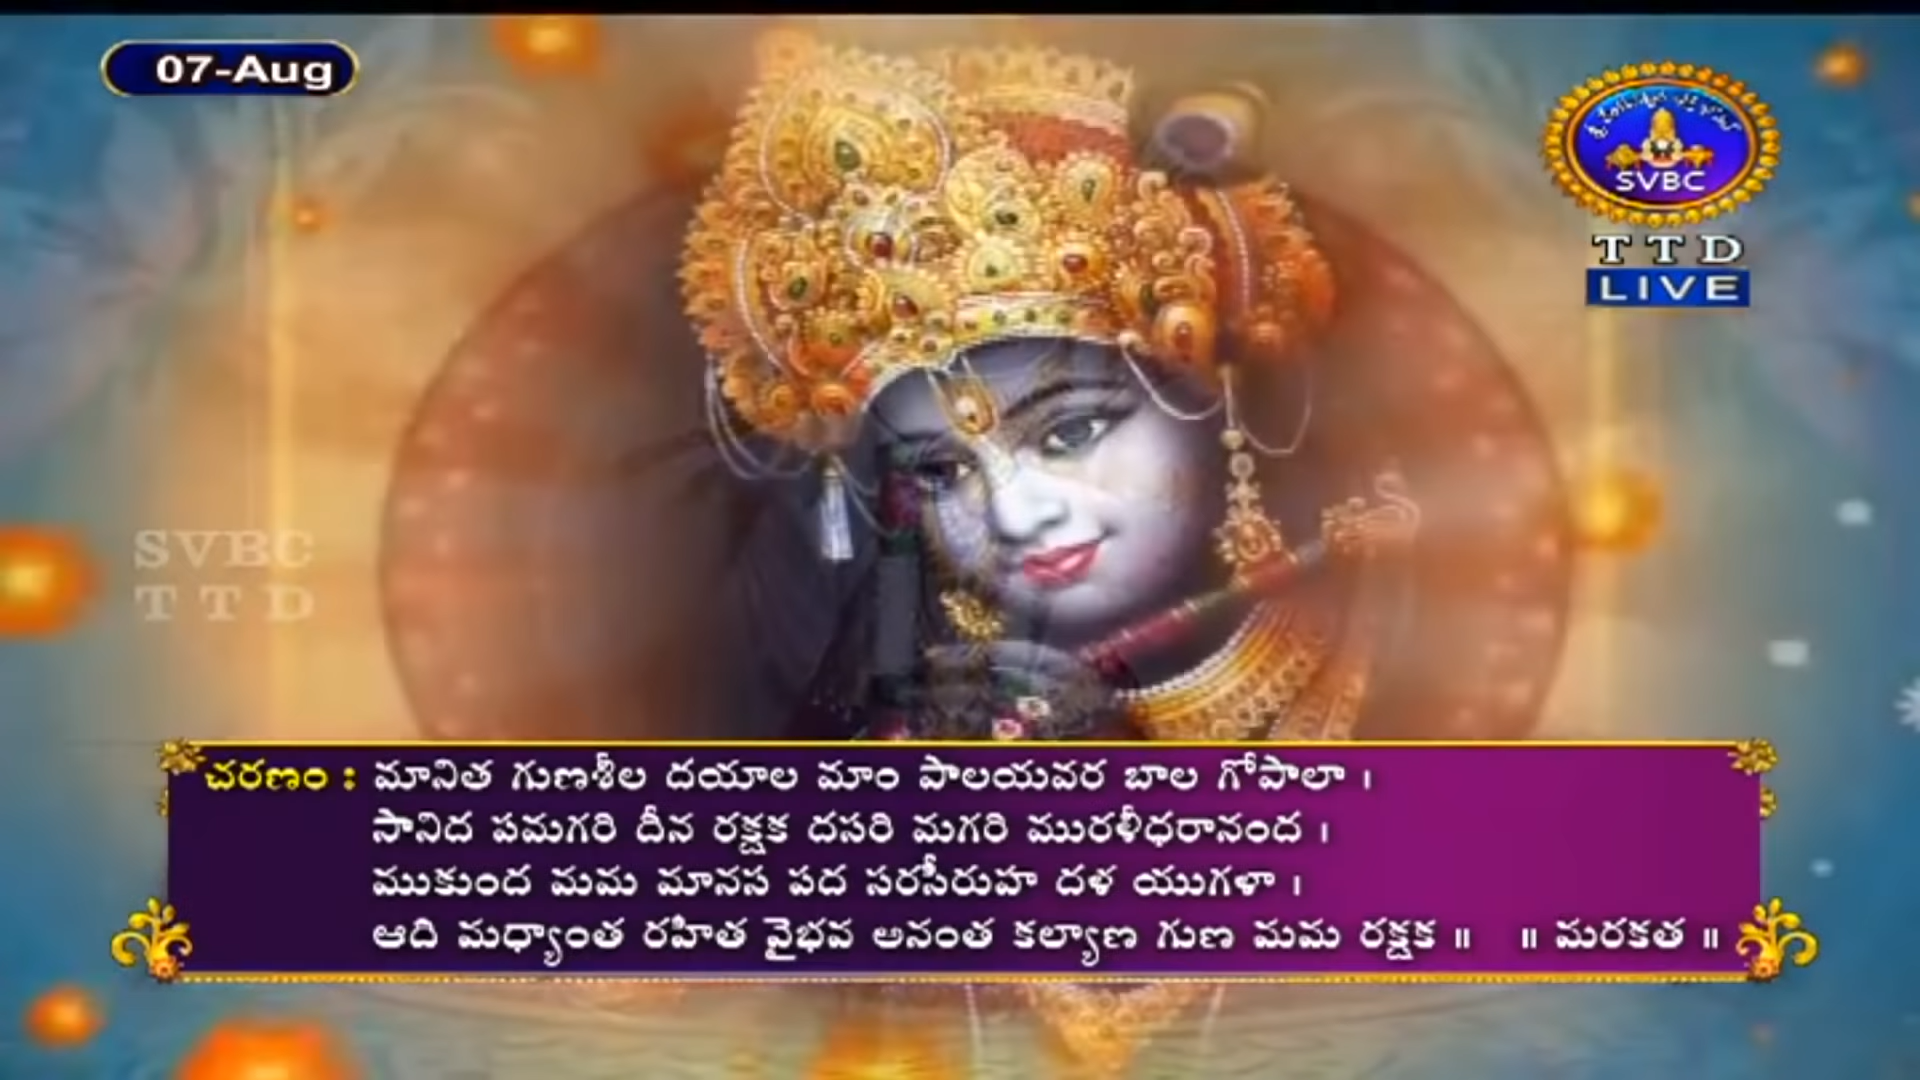 07-Aug
SVBC
TTD
LIVE
SVBC
TTD
చరణం : మానిత గుణశీల దయాల మాం పాలయవర బాల గోపాలా ।
సానిద పమగరి దీన రక్షక దసరి మగరి మురళీధరానంద ।
ముకుంద మమ మానస పద సరసీరుహ దళ యుగళా ।
ఆది మధ్యాంత రహిత వైభవ అనంత కల్యాణ గుణ మమ రక్షక ॥ ॥ మరకత ॥